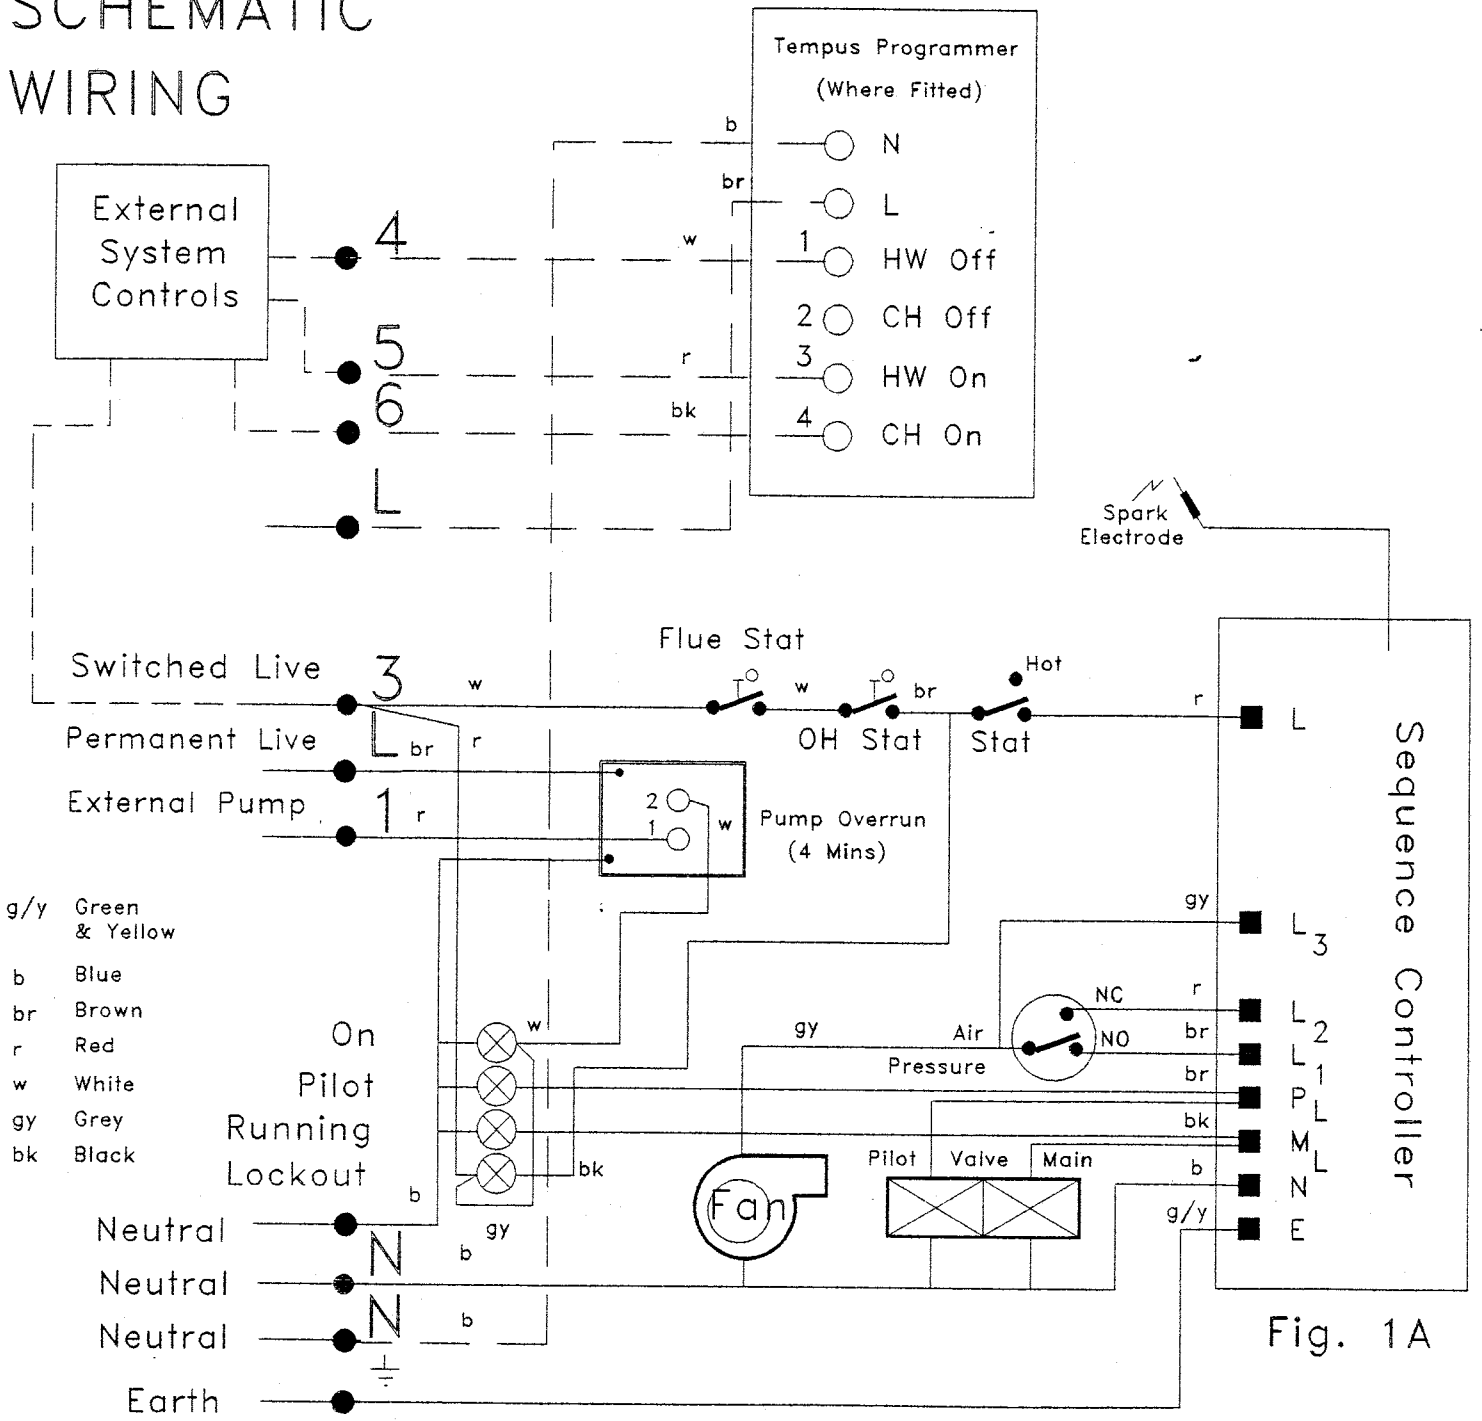 SCHEMATIC
WIRING
Tempus Programmer
(Where Fitted)
b
N
br
L
External
System
Controls
4
w
1
HW Off
2
CH Off
5
r
3
HW On
6
bk
4
CH On
L
Spark
Electrode
Flue Stat
Switched Live
3
w
w
br
Hot
r
L
OH Stat
Stat
Permanent Live
L
br
r
External Pump
1
r
2
1
w
Pump Overrun
(4 Mins)
Sequence Controller
g/y Green
& Yellow
b Blue
br Brown
r Red
w White
gy Grey
bk Black
gy
L3
NC
r
L2
On
w
gy
Air
Pressure
NO
br
L1
Pilot
br
PL
Running
bk
ML
Lockout
bk
Pilot Valve Main
b
N
b
Fan
g/y
E
gy
Neutral
N
b
Neutral
N
b
Neutral
Earth
Fig. 1A